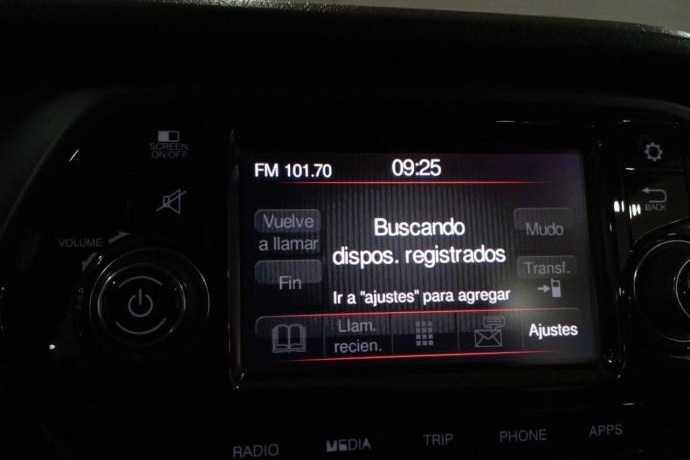 SCREEN
ON/OFF
FM 101.70
09:25
Vuelve
a llamar
Buscando
dispos. registrados
Mudo
VOLUME
BACK
Fin
Transf.
Ir a "ajustes" para agregar
Llam.
recien.
Ajustes
RADIO
MEDIA
TRIP
PHONE
APPS